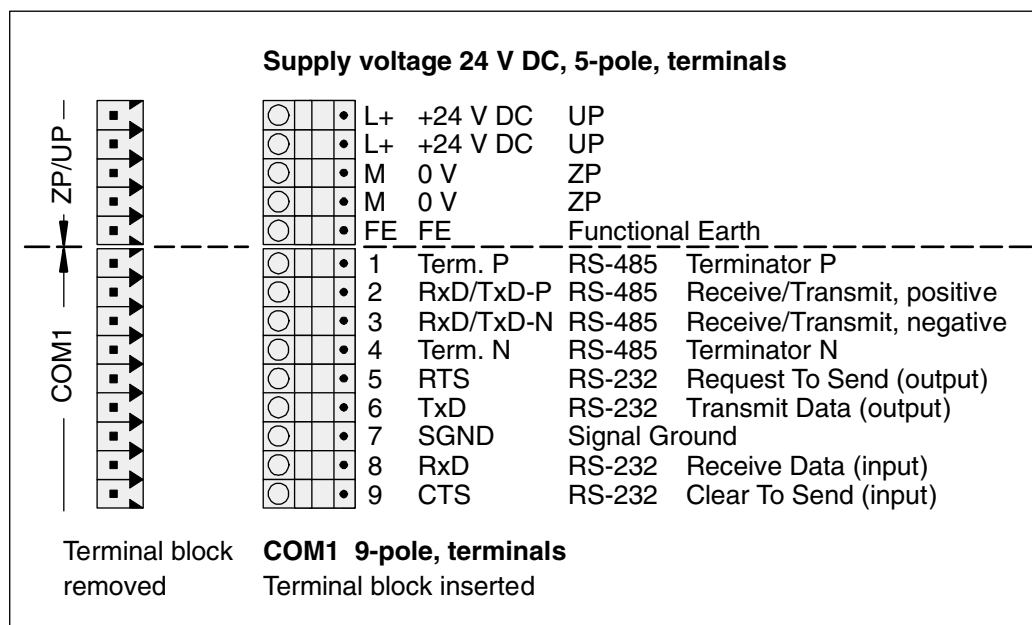 Supply voltage 24 V DC, 5-pole, terminals
ZP/UP
L+ +24 V DC UP
L+ +24 V DC UP
M 0 V ZP
M 0 V ZP
FE FE Functional Earth
COM1
1 Term. P RS-485 Terminator P
2 RxD/TxD-P RS-485 Receive/Transmit, positive
3 RxD/TxD-N RS-485 Receive/Transmit, negative
4 Term. N RS-485 Terminator N
5 RTS RS-232 Request To Send (output)
6 TxD RS-232 Transmit Data (output)
7 SGND Signal Ground
8 RxD RS-232 Receive Data (input)
9 CTS RS-232 Clear To Send (input)
Terminal block removed
COM1 9-pole, terminals
Terminal block inserted